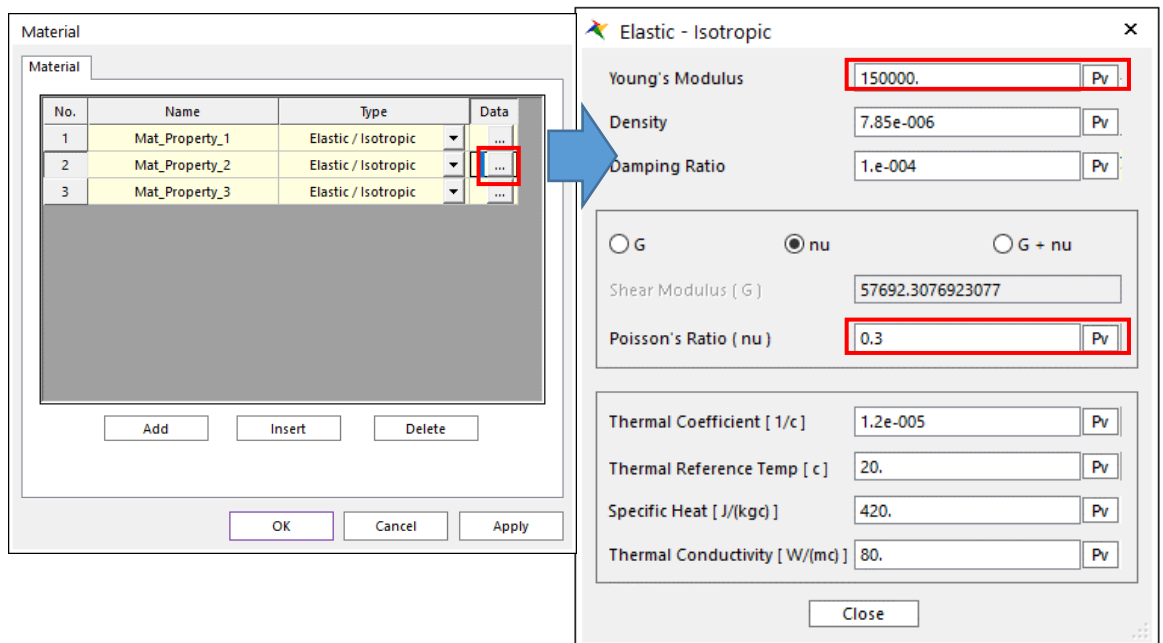 Material
Material
No. Name Type Data
1 Mat_Property_1 Elastic / Isotropic ...
2 Mat_Property_2 Elastic / Isotropic ...
3 Mat_Property_3 Elastic / Isotropic ...
Add Insert Delete
OK Cancel Apply
Elastic - Isotropic
Young's Modulus 150000. Pv
Density 7.85e-006 Pv
Damping Ratio 1.e-004 Pv
G nu G + nu
Shear Modulus ( G ) 57692.3076923077
Poisson's Ratio ( nu ) 0.3 Pv
Thermal Coefficient [ 1/c ] 1.2e-005 Pv
Thermal Reference Temp [ c ] 20. Pv
Specific Heat [ J/(kgc) ] 420. Pv
Thermal Conductivity [ W/(mc) ] 80. Pv
Close